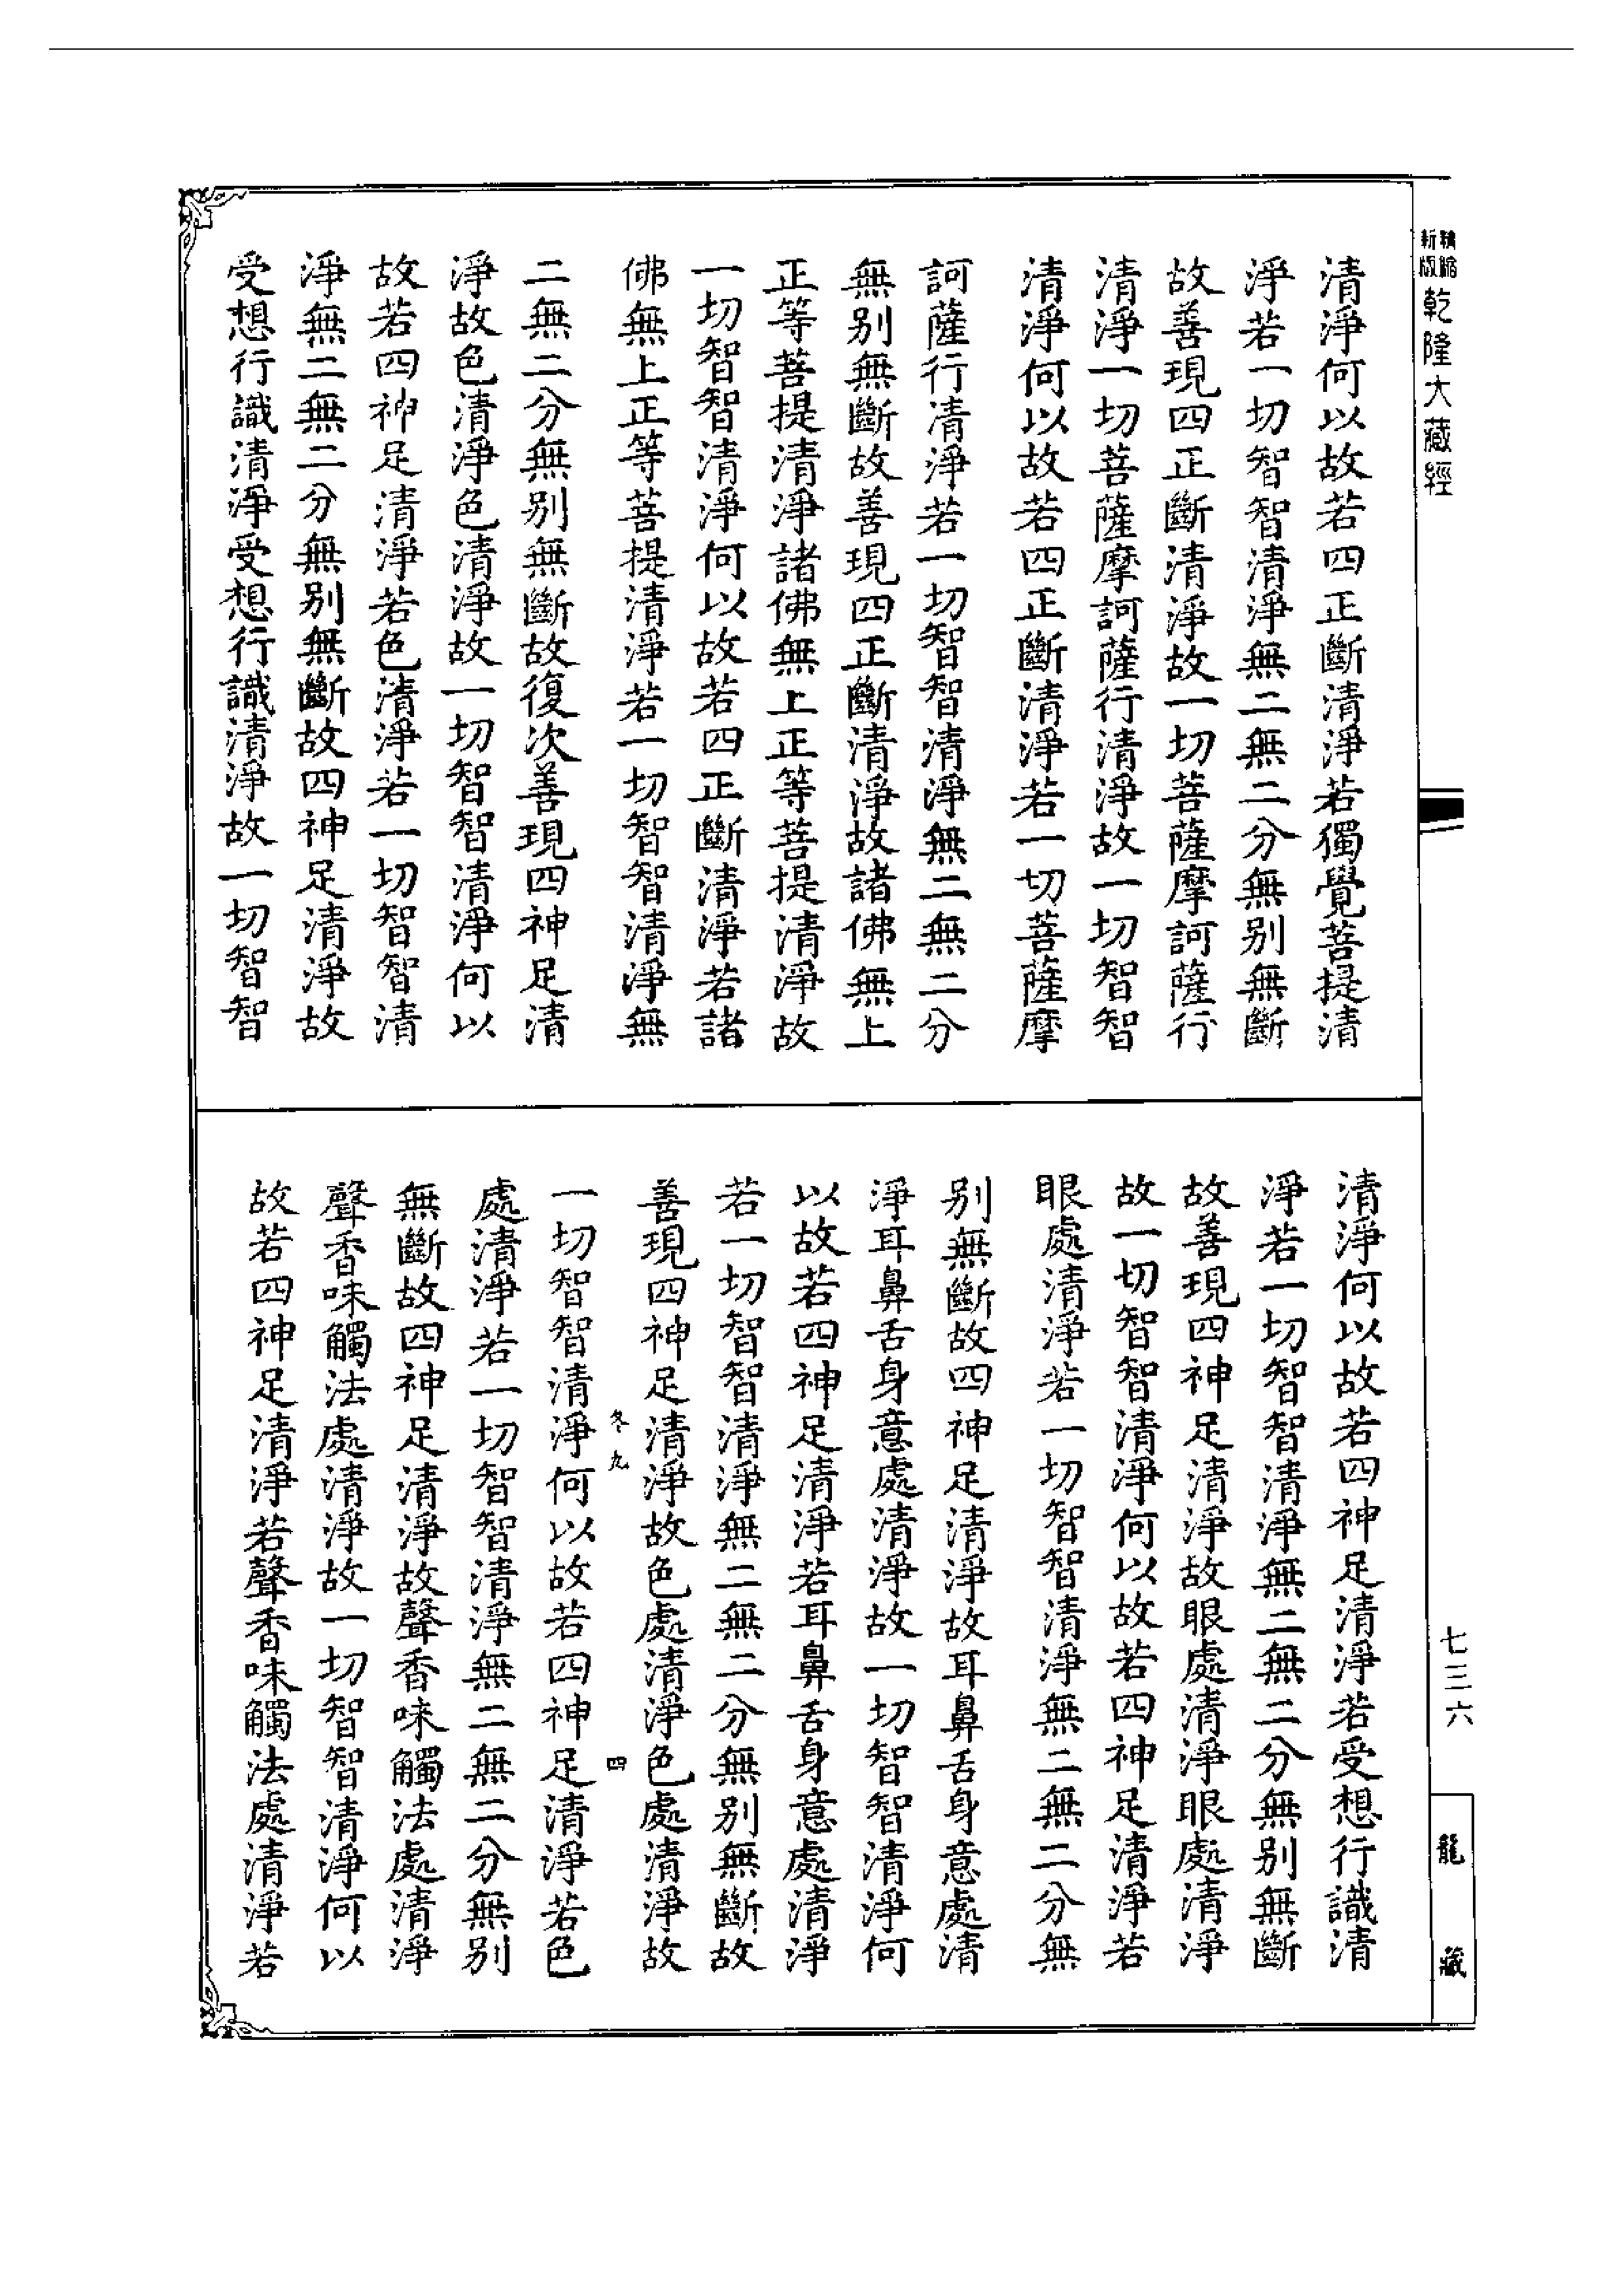 新版精縮
乾隆大藏經
清淨何以故若四正斷清淨若獨覺菩提清
淨若一切智智清淨無二無二分無别無斷
故善現四正斷清淨故一切菩薩摩訶薩行
清淨一切菩薩摩訶薩行清淨故一切智智
清淨何以故若四正斷清淨若一切菩薩摩
訶薩行清淨若一切智智清淨無二無二分
無别無斷故善現四正斷清淨故諸佛無上
正等菩提清淨諸佛無上正等菩提清淨故
一切智智清淨何以故若四正斷清淨若諸
佛無上正等菩提清淨若一切智智清淨無
二無二分無别無斷故復次善現四神足清
淨故色清淨色清淨故一切智智清淨何以
故若四神足清淨若色清淨若一切智智清
淨無二無二分無别無斷故四神足清淨故
受想行識清淨受想行識清淨故一切智智
清淨何以故若四神足清淨若受想行識清
淨若一切智智清淨無二無二分無别無斷
故善現四神足清淨故眼處清淨眼處清淨
故一切智智清淨何以故若四神足清淨若
眼處清淨若一切智智清淨無二無二分無
别無斷故四神足清淨故耳鼻舌身意處清
淨耳鼻舌身意處清淨故一切智智清淨何
以故若四神足清淨若耳鼻舌身意處清淨
若一切智智清淨無二無二分無别無斷故
善現四神足清淨故色處清淨色處清淨故
冬九 四
一切智智清淨何以故若四神足清淨若色
處清淨若一切智智清淨無二無二分無别
無斷故四神足清淨故聲香味觸法處清淨
聲香味觸法處清淨故一切智智清淨何以
故若四神足清淨若聲香味觸法處清淨若
七三六
龍藏